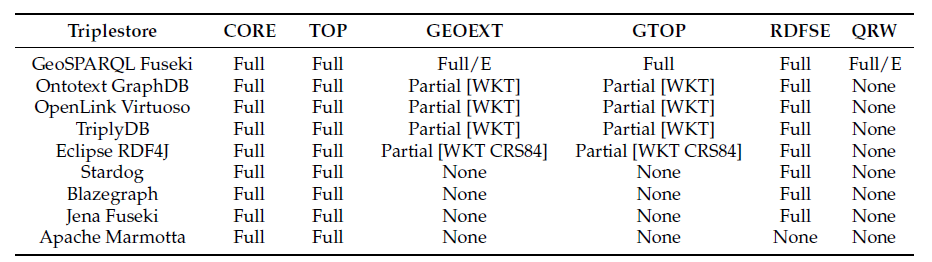 Triplestore CORE TOP GEOEXT GTOP RDFSE QRW
GeoSPARQL Fuseki Full Full Full/E Full Full Full/E
Ontotext GraphDB Full Full Partial [WKT] Partial [WKT] Full None
OpenLink Virtuoso Full Full Partial [WKT] Partial [WKT] Full None
TriplyDB Full Full Partial [WKT] Partial [WKT] Full None
Eclipse RDF4J Full Full Partial [WKT CRS84] Partial [WKT CRS84] Full None
Stardog Full Full None None Full None
Blazegraph Full Full None None Full None
Jena Fuseki Full Full None None Full None
Apache Marmotta Full Full None None None None